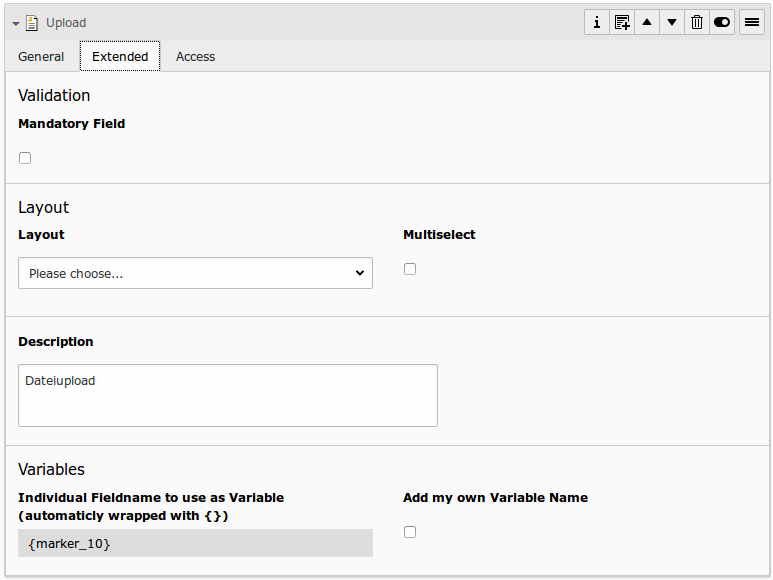 Upload
General Extended Access
Validation
Mandatory Field
Layout
Layout Multiselect
Please choose...
Description
Dateiupload
Variables
Individual Fieldname to use as Variable Add my own Variable Name
(automaticly wrapped with {})
{marker_10}